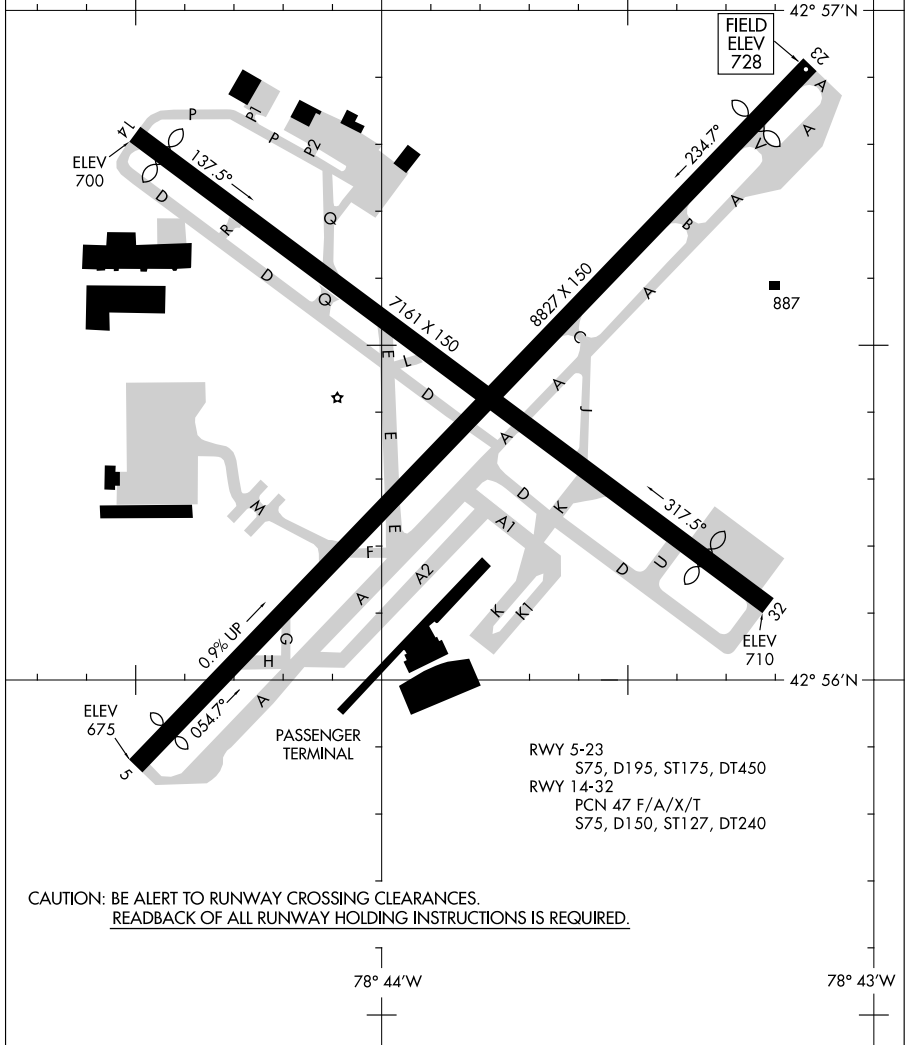 42° 57'N
FIELD
ELEV
728
23
A
A
V
234.7°
A
B
A
887
8827 X 150
C
A
J
14
ELEV
700
137.5°
P
P1
P
P2
D
R
Q
D
Q
7161 X 150
E
L
D
E
A
D
K
A1
E
317.5°
U
D
32
ELEV
710
M
F
A2
A
K
K1
G
H
0.9% UP
054.7°
A
ELEV
675
5
42° 56'N
PASSENGER
TERMINAL
RWY 5-23
S75, D195, ST175, DT450
RWY 14-32
PCN 47 F/A/X/T
S75, D150, ST127, DT240
CAUTION: BE ALERT TO RUNWAY CROSSING CLEARANCES.
READBACK OF ALL RUNWAY HOLDING INSTRUCTIONS IS REQUIRED.
78° 44'W
78° 43'W